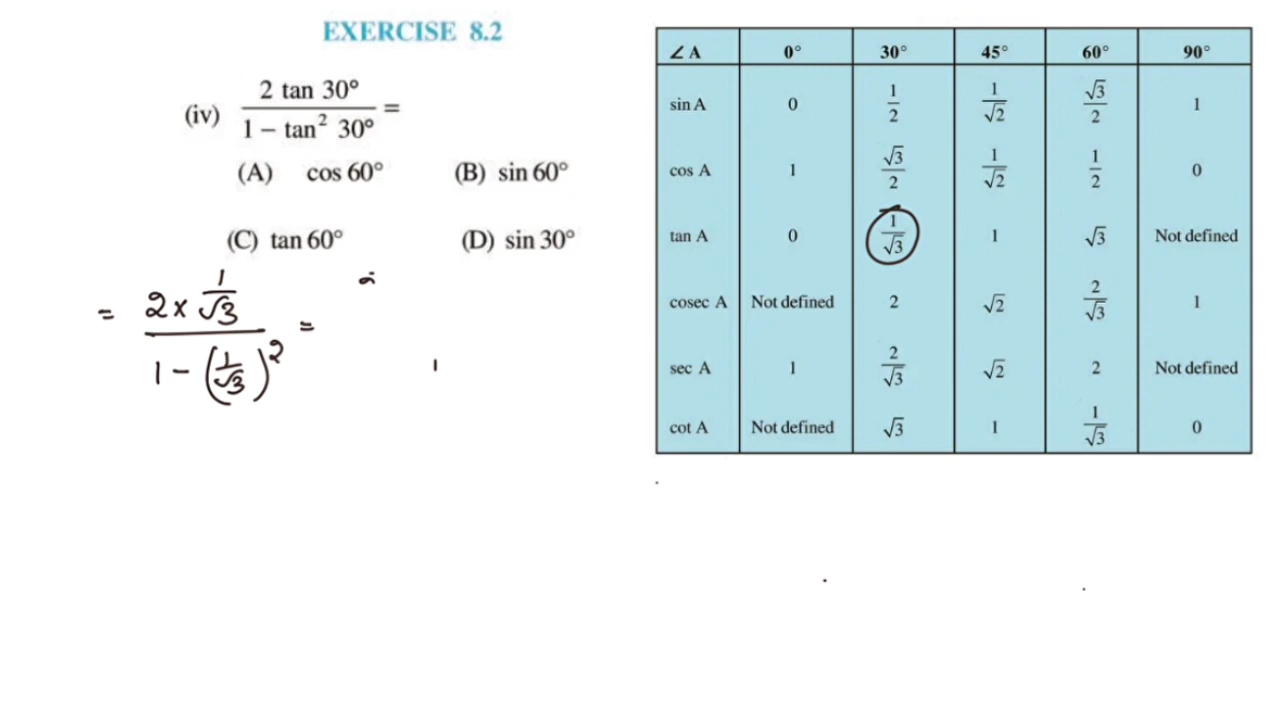 EXERCISE 8.2
(iv) 2 tan 30° / 1 − tan² 30° =
(A) cos 60° (B) sin 60°
(C) tan 60° (D) sin 30°
= 2 × 1/√3 / 1 − (1/√3)² =
∠A 0° 30° 45° 60° 90°
sin A 0 1/2 1/√2 √3/2 1
cos A 1 √3/2 1/√2 1/2 0
tan A 0 1/√3 1 √3 Not defined
cosec A Not defined 2 √2 2/√3 1
sec A 1 2/√3 √2 2 Not defined
cot A Not defined √3 1 1/√3 0